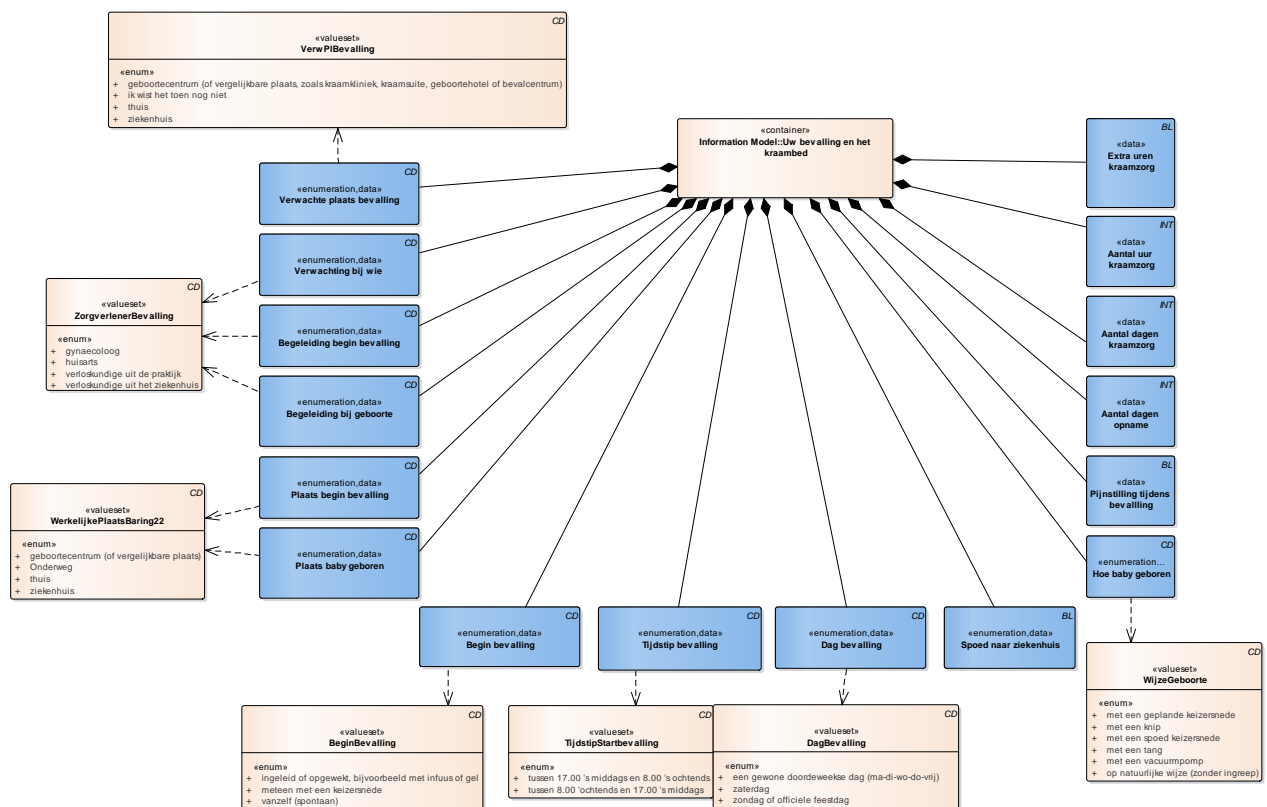 CD
«valueset»
VerwPlBevalling
«enum»
+ geboortecentrum (of vergelijkbare plaats, zoals kraamkliniek, kraamsuite, geboortehotel of bevalcentrum)
+ ik wist het toen nog niet
+ thuis
+ ziekenhuis
«container»
Information Model::Uw bevalling en het
kraambed
BL
«data»
Extra uren
kraamzorg
CD
«enumeration,data»
Verwachte plaats bevalling
INT
«data»
Aantal uur
kraamzorg
CD
«enumeration,data»
Verwachting bij wie
CD
«valueset»
ZorgverlenerBevalling
«enum»
+ gynaecoloog
+ huisarts
+ verloskundige uit de praktijk
+ verloskundige uit het ziekenhuis
INT
«data»
Aantal dagen
kraamzorg
CD
«enumeration,data»
Begeleiding begin bevalling
CD
«enumeration,data»
Begeleiding bij geboorte
INT
«data»
Aantal dagen
opname
CD
«enumeration,data»
Plaats begin bevalling
BL
«data»
Pijnstilling tijdens
bevallling
CD
«valueset»
WerkelijkePlaatsBaring22
«enum»
+ geboortecentrum (of vergelijkbare plaats)
+ Onderweg
+ thuis
+ ziekenhuis
CD
«enumeration,data»
Plaats baby geboren
CD
«enumeration...
Hoe baby geboren
CD
«enumeration,data»
Begin bevalling
CD
«enumeration,data»
Tijdstip bevalling
CD
«enumeration,data»
Dag bevalling
BL
«enumeration,data»
Spoed naar ziekenhuis
CD
«valueset»
WijzeGeboorte
«enum»
+ met een geplande keizersnede
+ met een knip
+ met een spoed keizersnede
+ met een tang
+ met een vacuumpomp
+ op natuurlijke wijze (zonder ingreep)
CD
«valueset»
BeginBevalling
«enum»
+ ingeleid of opgewekt, bijvoorbeeld met infuus of gel
+ meteen met een keizersnede
+ vanzelf (spontaan)
CD
«valueset»
TijdstipStartbevalling
«enum»
+ tussen 17.00 's middags en 8.00 's ochtends
+ tussen 8.00 'ochtends en 17.00 's middags
CD
«valueset»
DagBevalling
«enum»
+ een gewone doordeweekse dag (ma-di-wo-do-vrij)
+ zaterdag
+ zondag of officiele feestdag